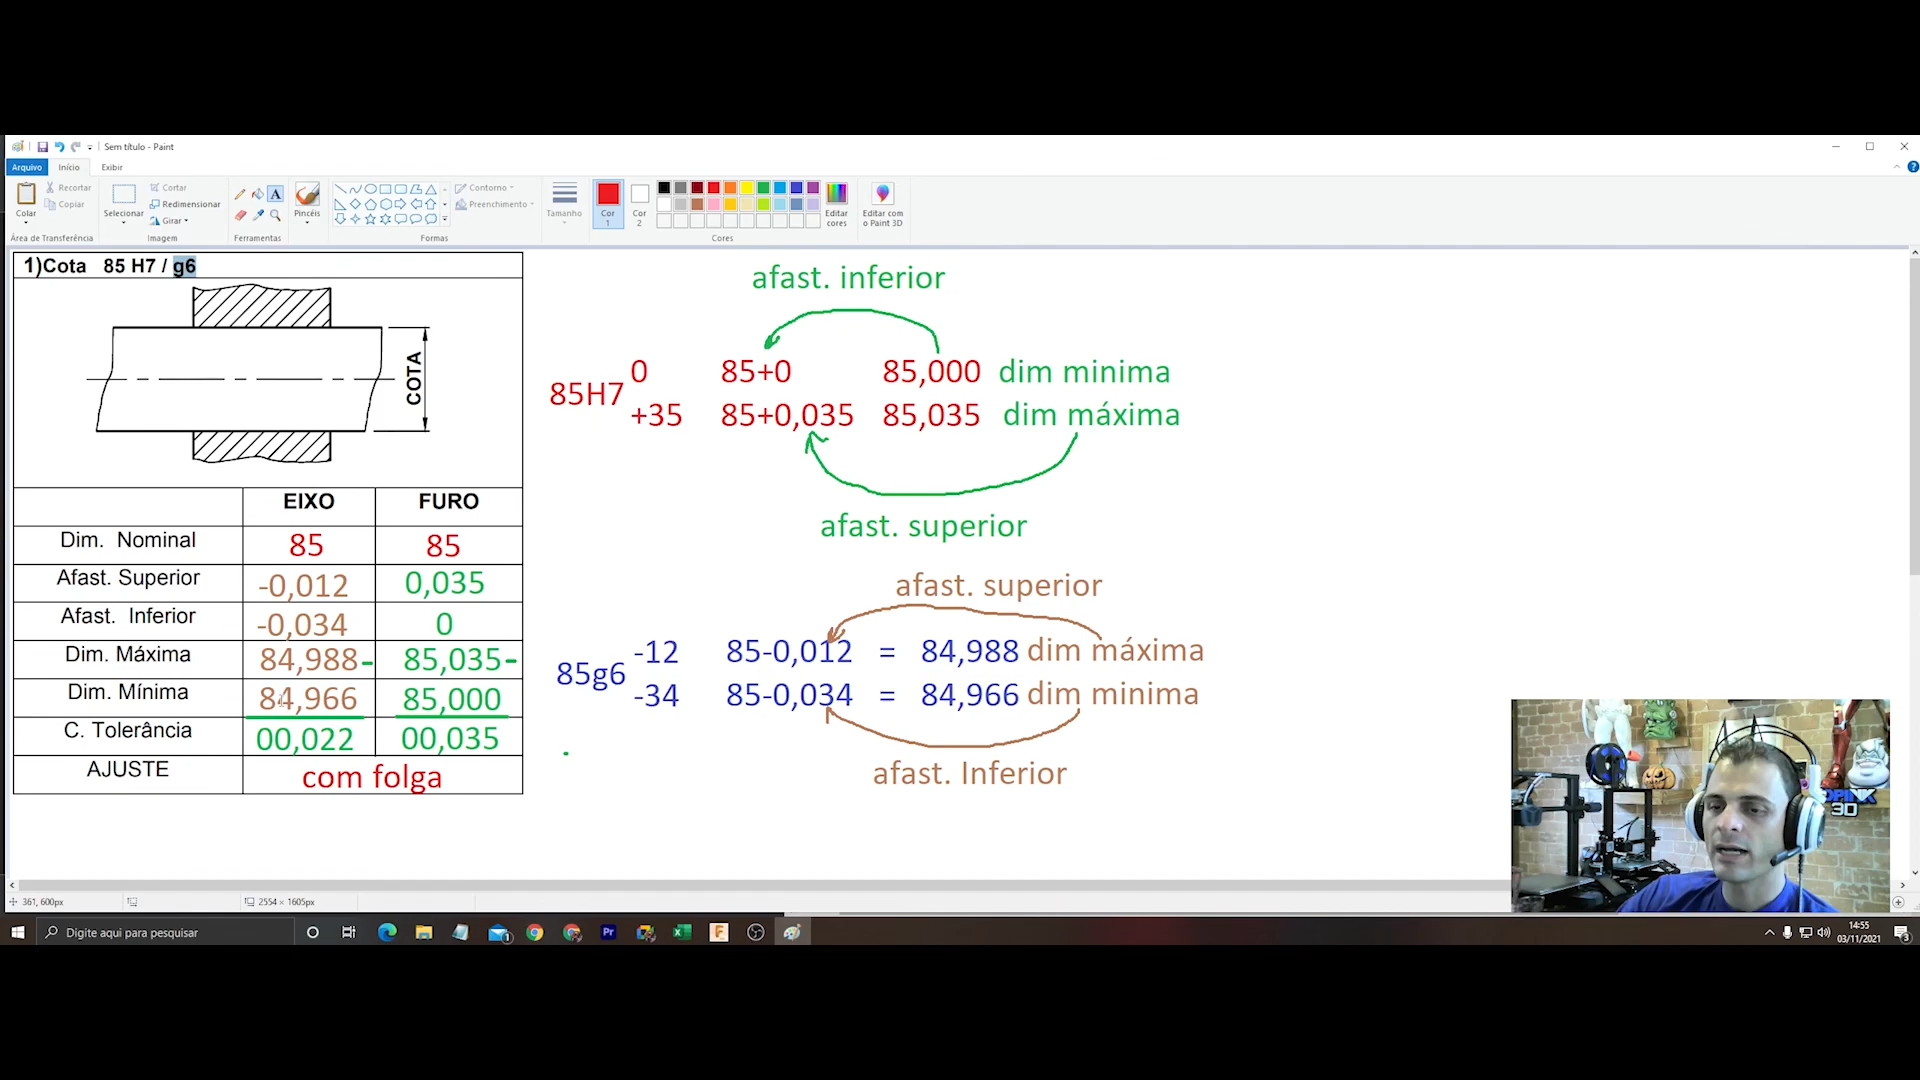 Sem título - Paint
Arquivo Início Exibir
Colar
Recortar
Copiar
Área de Transferência
Selecionar
Cortar
Redimensionar
Girar
Imagem
Ferramentas
Pincéis
Formas
Contorno
Preenchimento
Tamanho
Cor 1
Cor 2
Cores
Editar cores
Editar com o Paint 3D
1)Cota 85 H7 / g6
COTA
EIXO FURO
Dim. Nominal 85 85
Afast. Superior -0,012 0,035
Afast. Inferior -0,034 0
Dim. Máxima 84,988- 85,035-
Dim. Mínima 84,966 85,000
C. Tolerância 00,022 00,035
AJUSTE com folga
afast. inferior
85H7
0 85+0 85,000 dim minima
+35 85+0,035 85,035 dim máxima
afast. superior
afast. superior
85g6
-12 85-0,012 = 84,988 dim máxima
-34 85-0,034 = 84,966 dim minima
afast. Inferior
3D
361, 600px
2554 × 1605px
Digite aqui para pesquisar
14:55
03/11/2021